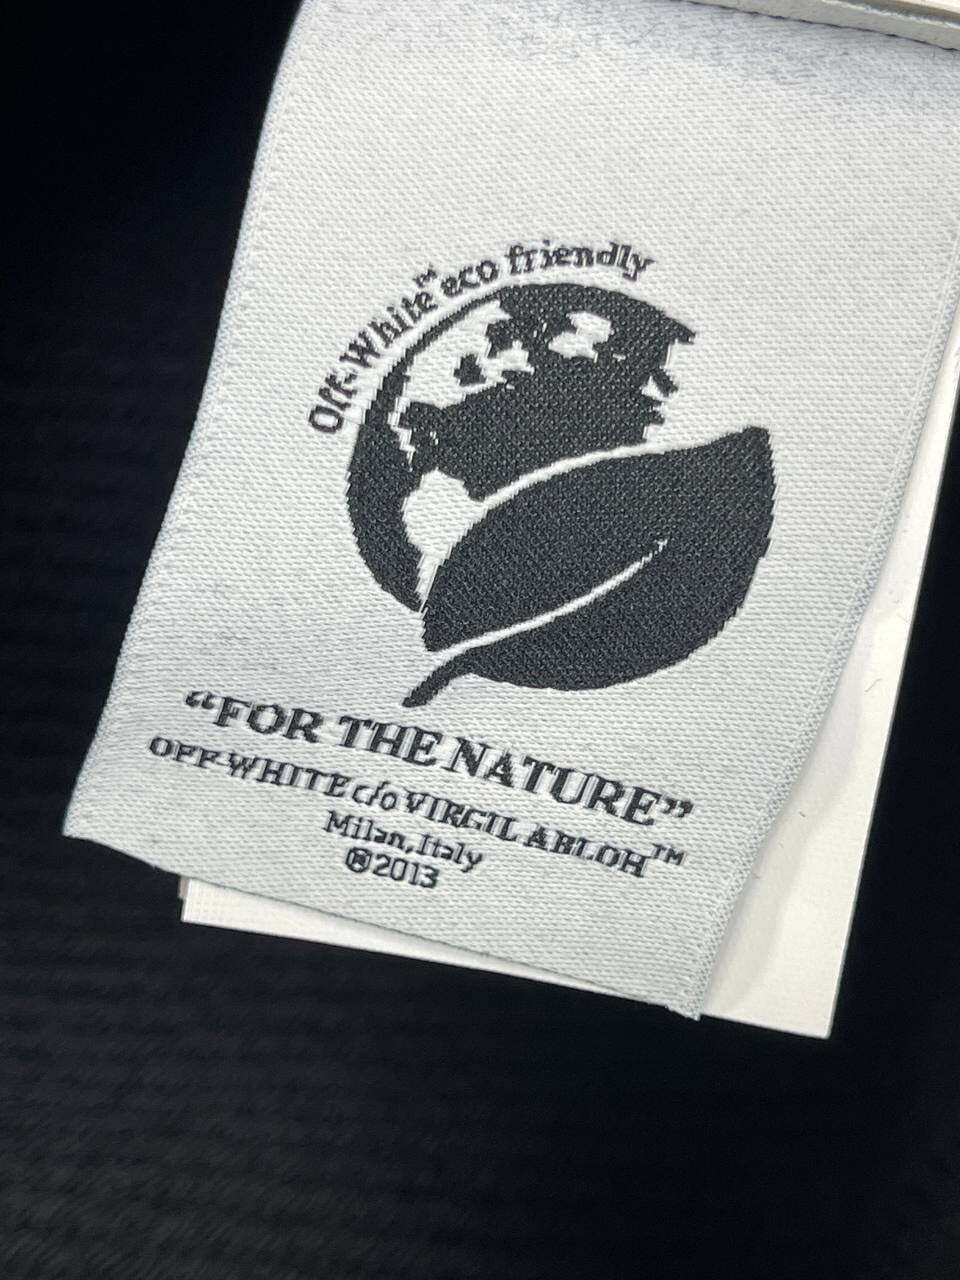 Off-White™ eco friendly
“FOR THE NATURE”
OFF-WHITE c/o VIRGIL ABLOH™
Milan, Italy
®2013